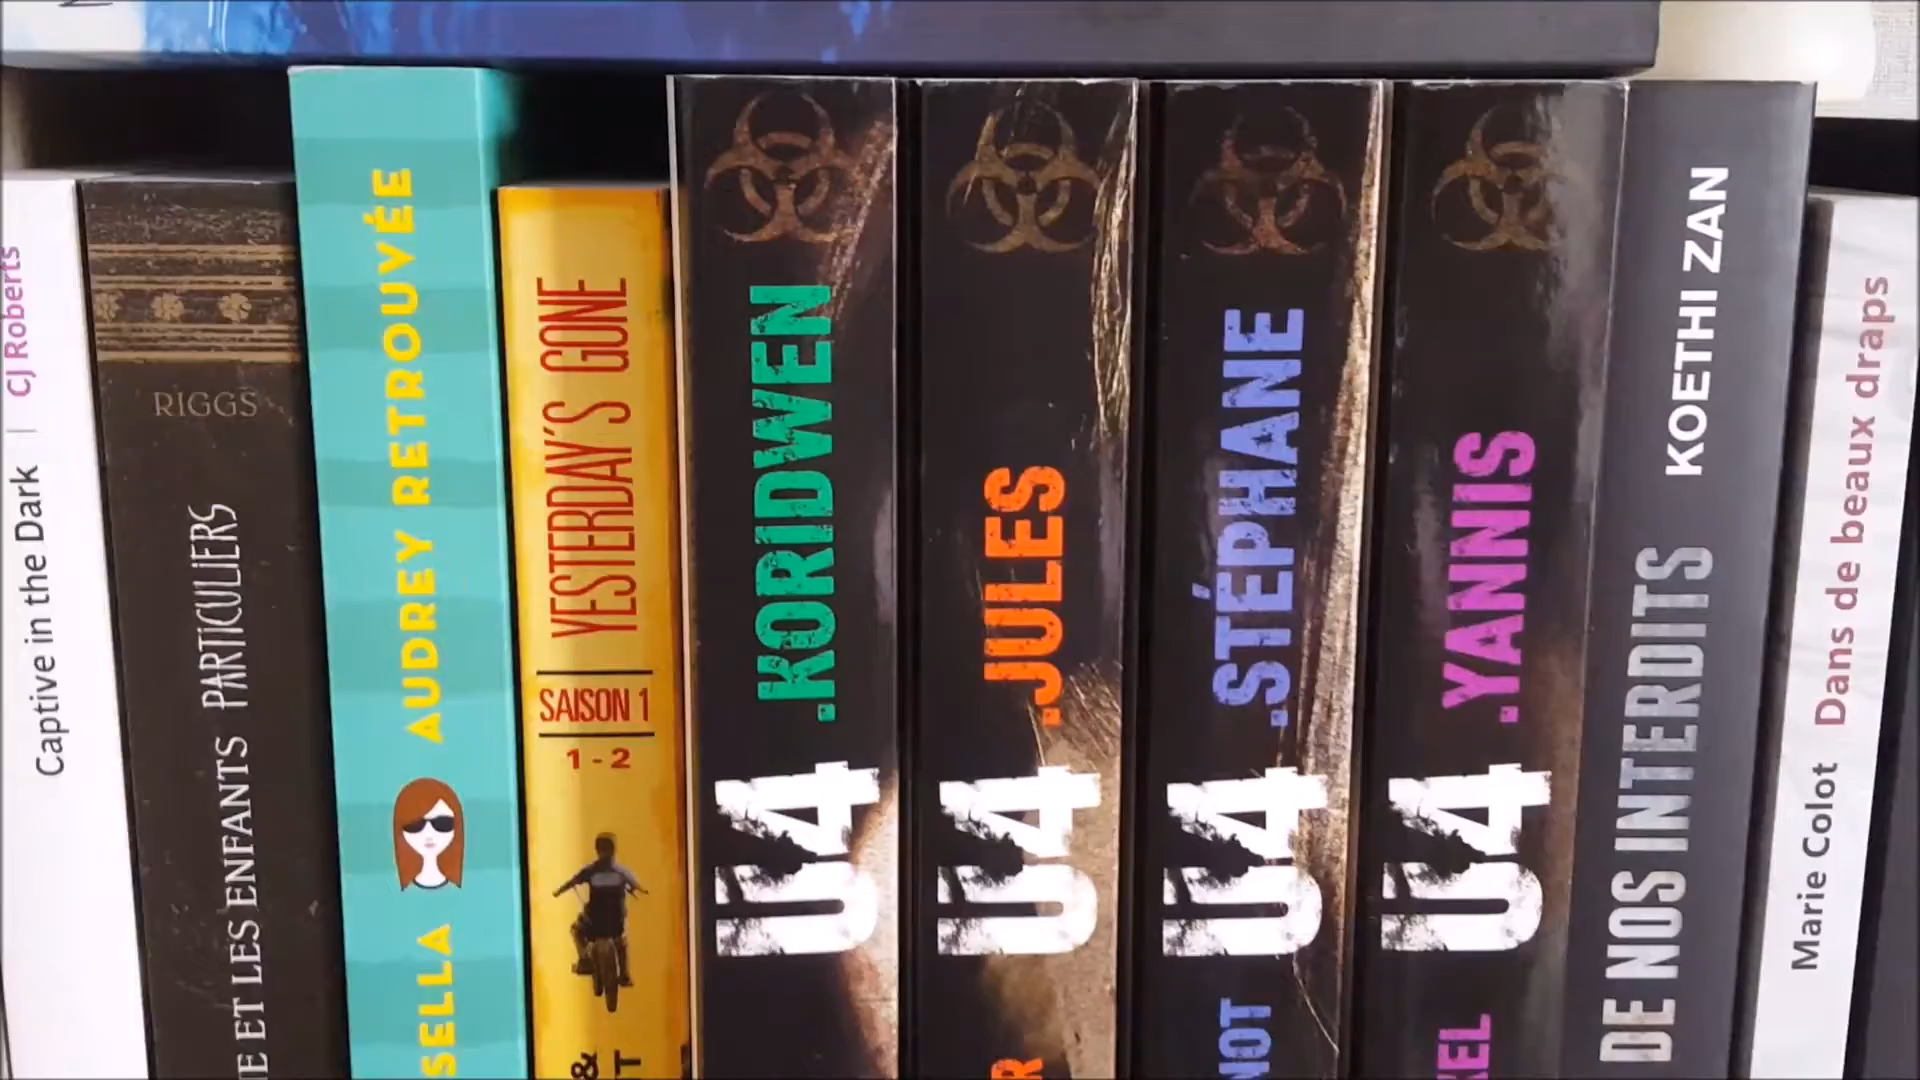 Captive in the Dark | CJ Roberts
E ET LES ENFANTS PARTICULIERS
RIGGS
SELLA
AUDREY RETROUVÉE
&
YESTERDAY'S GONE
SAISON 1
1 - 2
U4
.KORIDWEN
U4
.JULES
NOT
U4
.STÉPHANE
U4
.YANNIS
DE NOS INTERDITS
KOETHI ZAN
Marie Colot
Dans de beaux draps